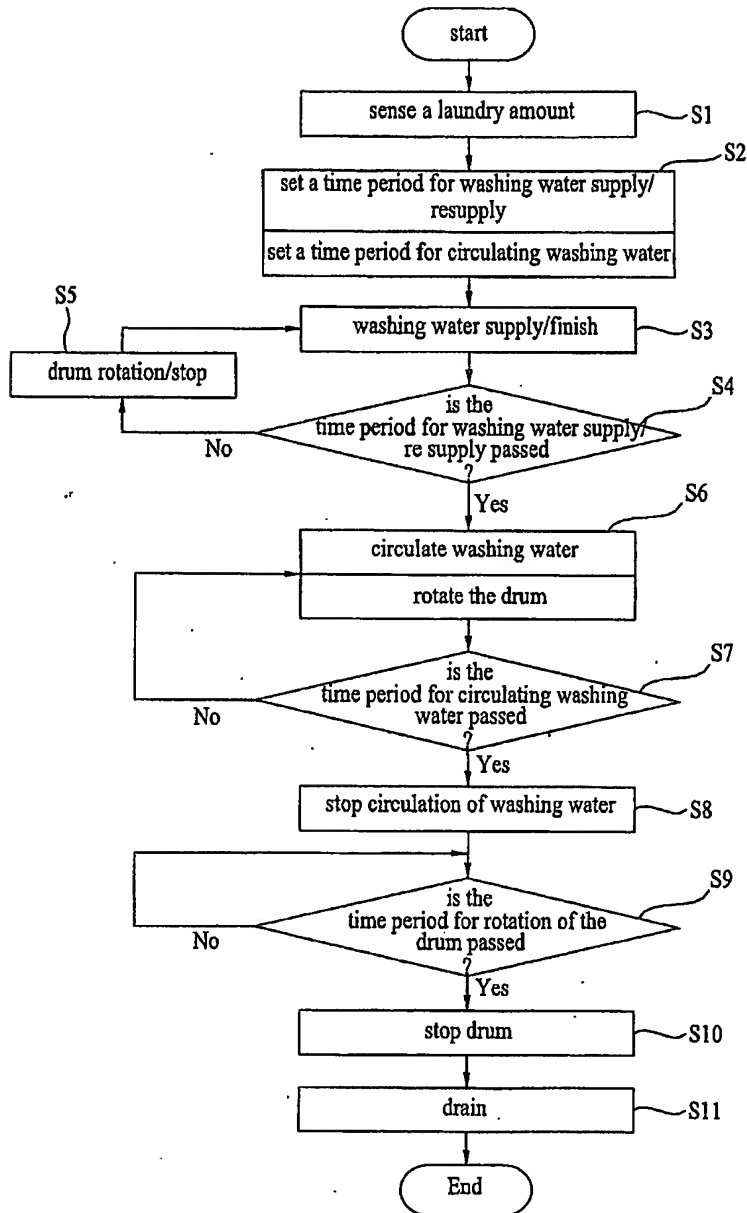 start
sense a laundry amount
S1
S2
set a time period for washing water supply/
resupply
set a time period for circulating washing water
S5
washing water supply/finish
S3
drum rotation/stop
S4
is the
time period for washing water supply/
re supply passed
?
No
Yes
S6
circulate washing water
rotate the drum
S7
is the
time period for circulating washing
water passed
?
No
Yes
stop circulation of washing water
S8
S9
is the
time period for rotation of the
drum passed
?
No
Yes
stop drum
S10
drain
S11
End